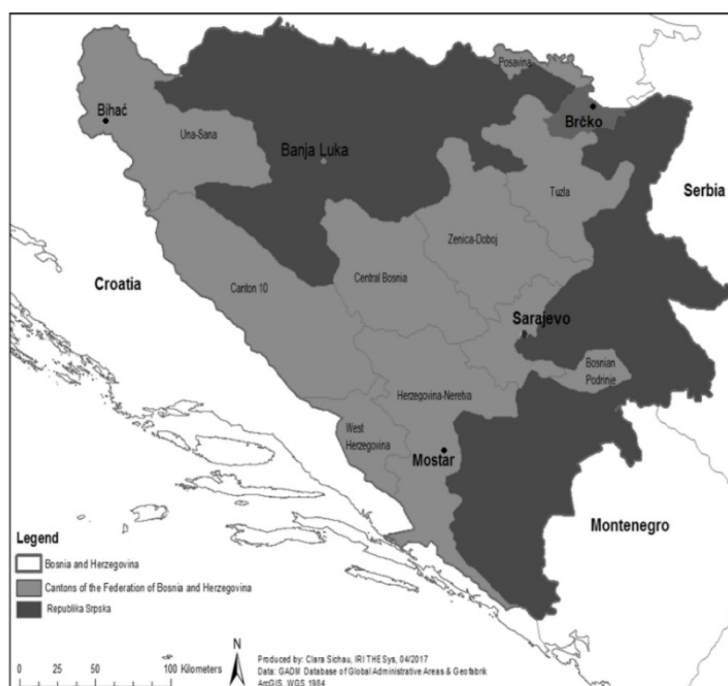 Posavina
Bihać
Una-Sana
Banja Luka
Brčko
Tuzla
Serbia
Zenica-Doboj
Croatia
Canton 10
Central Bosnia
Sarajevo
Bosnian
Podrinje
Herzegovina-Neretva
West
Herzegovina
Mostar
Montenegro
Legend
Bosnia and Herzegovina
Cantons of the Federation of Bosnia and Herzegovina
Republika Srpska
N
0 25 50 100 Kilometers
Produced by: Clara Sichau, IRI THESys, 04/2017
Data: GADM Database of Global Administrative Areas & Geofabrik
ArcGIS, WGS 1984